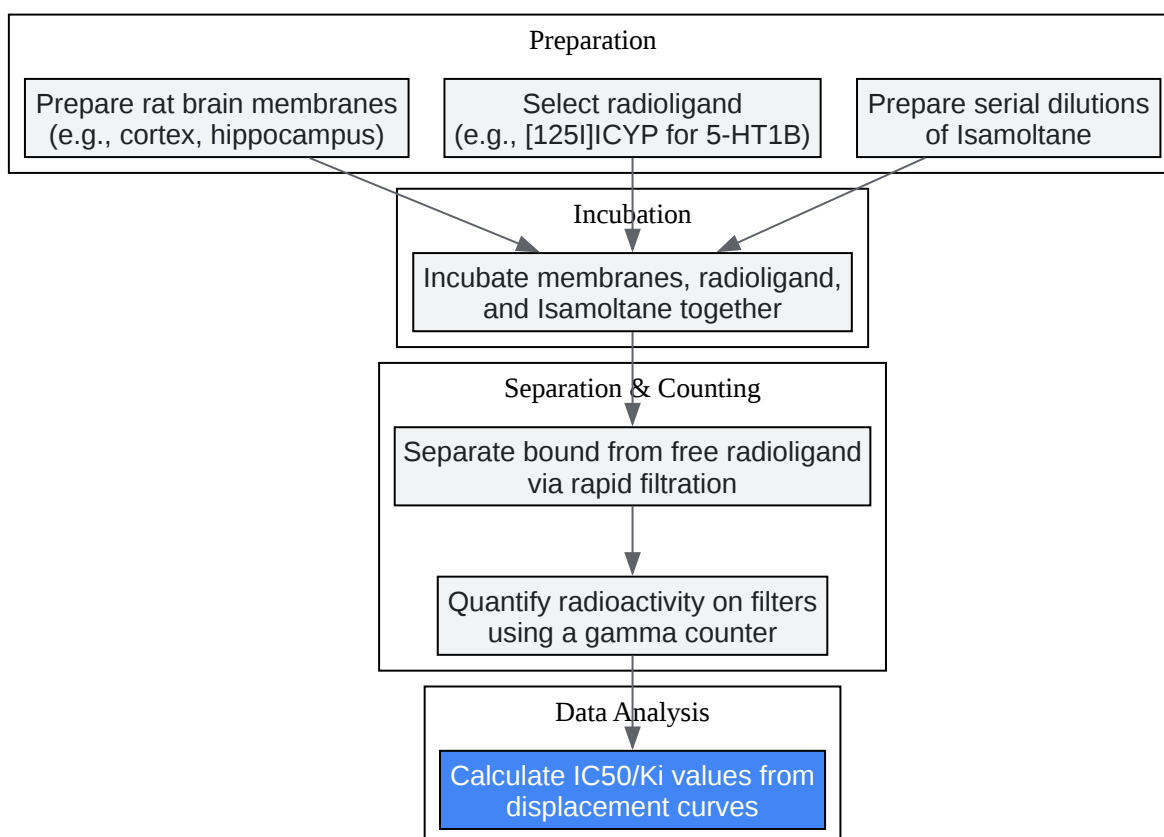 Preparation
Prepare rat brain membranes
(e.g., cortex, hippocampus)
Select radioligand
(e.g., [125I]ICYP for 5-HT1B)
Prepare serial dilutions
of Isamoltane
Incubation
Incubate membranes, radioligand,
and Isamoltane together
Separation & Counting
Separate bound from free radioligand
via rapid filtration
Quantify radioactivity on filters
using a gamma counter
Data Analysis
Calculate IC50/Ki values from
displacement curves